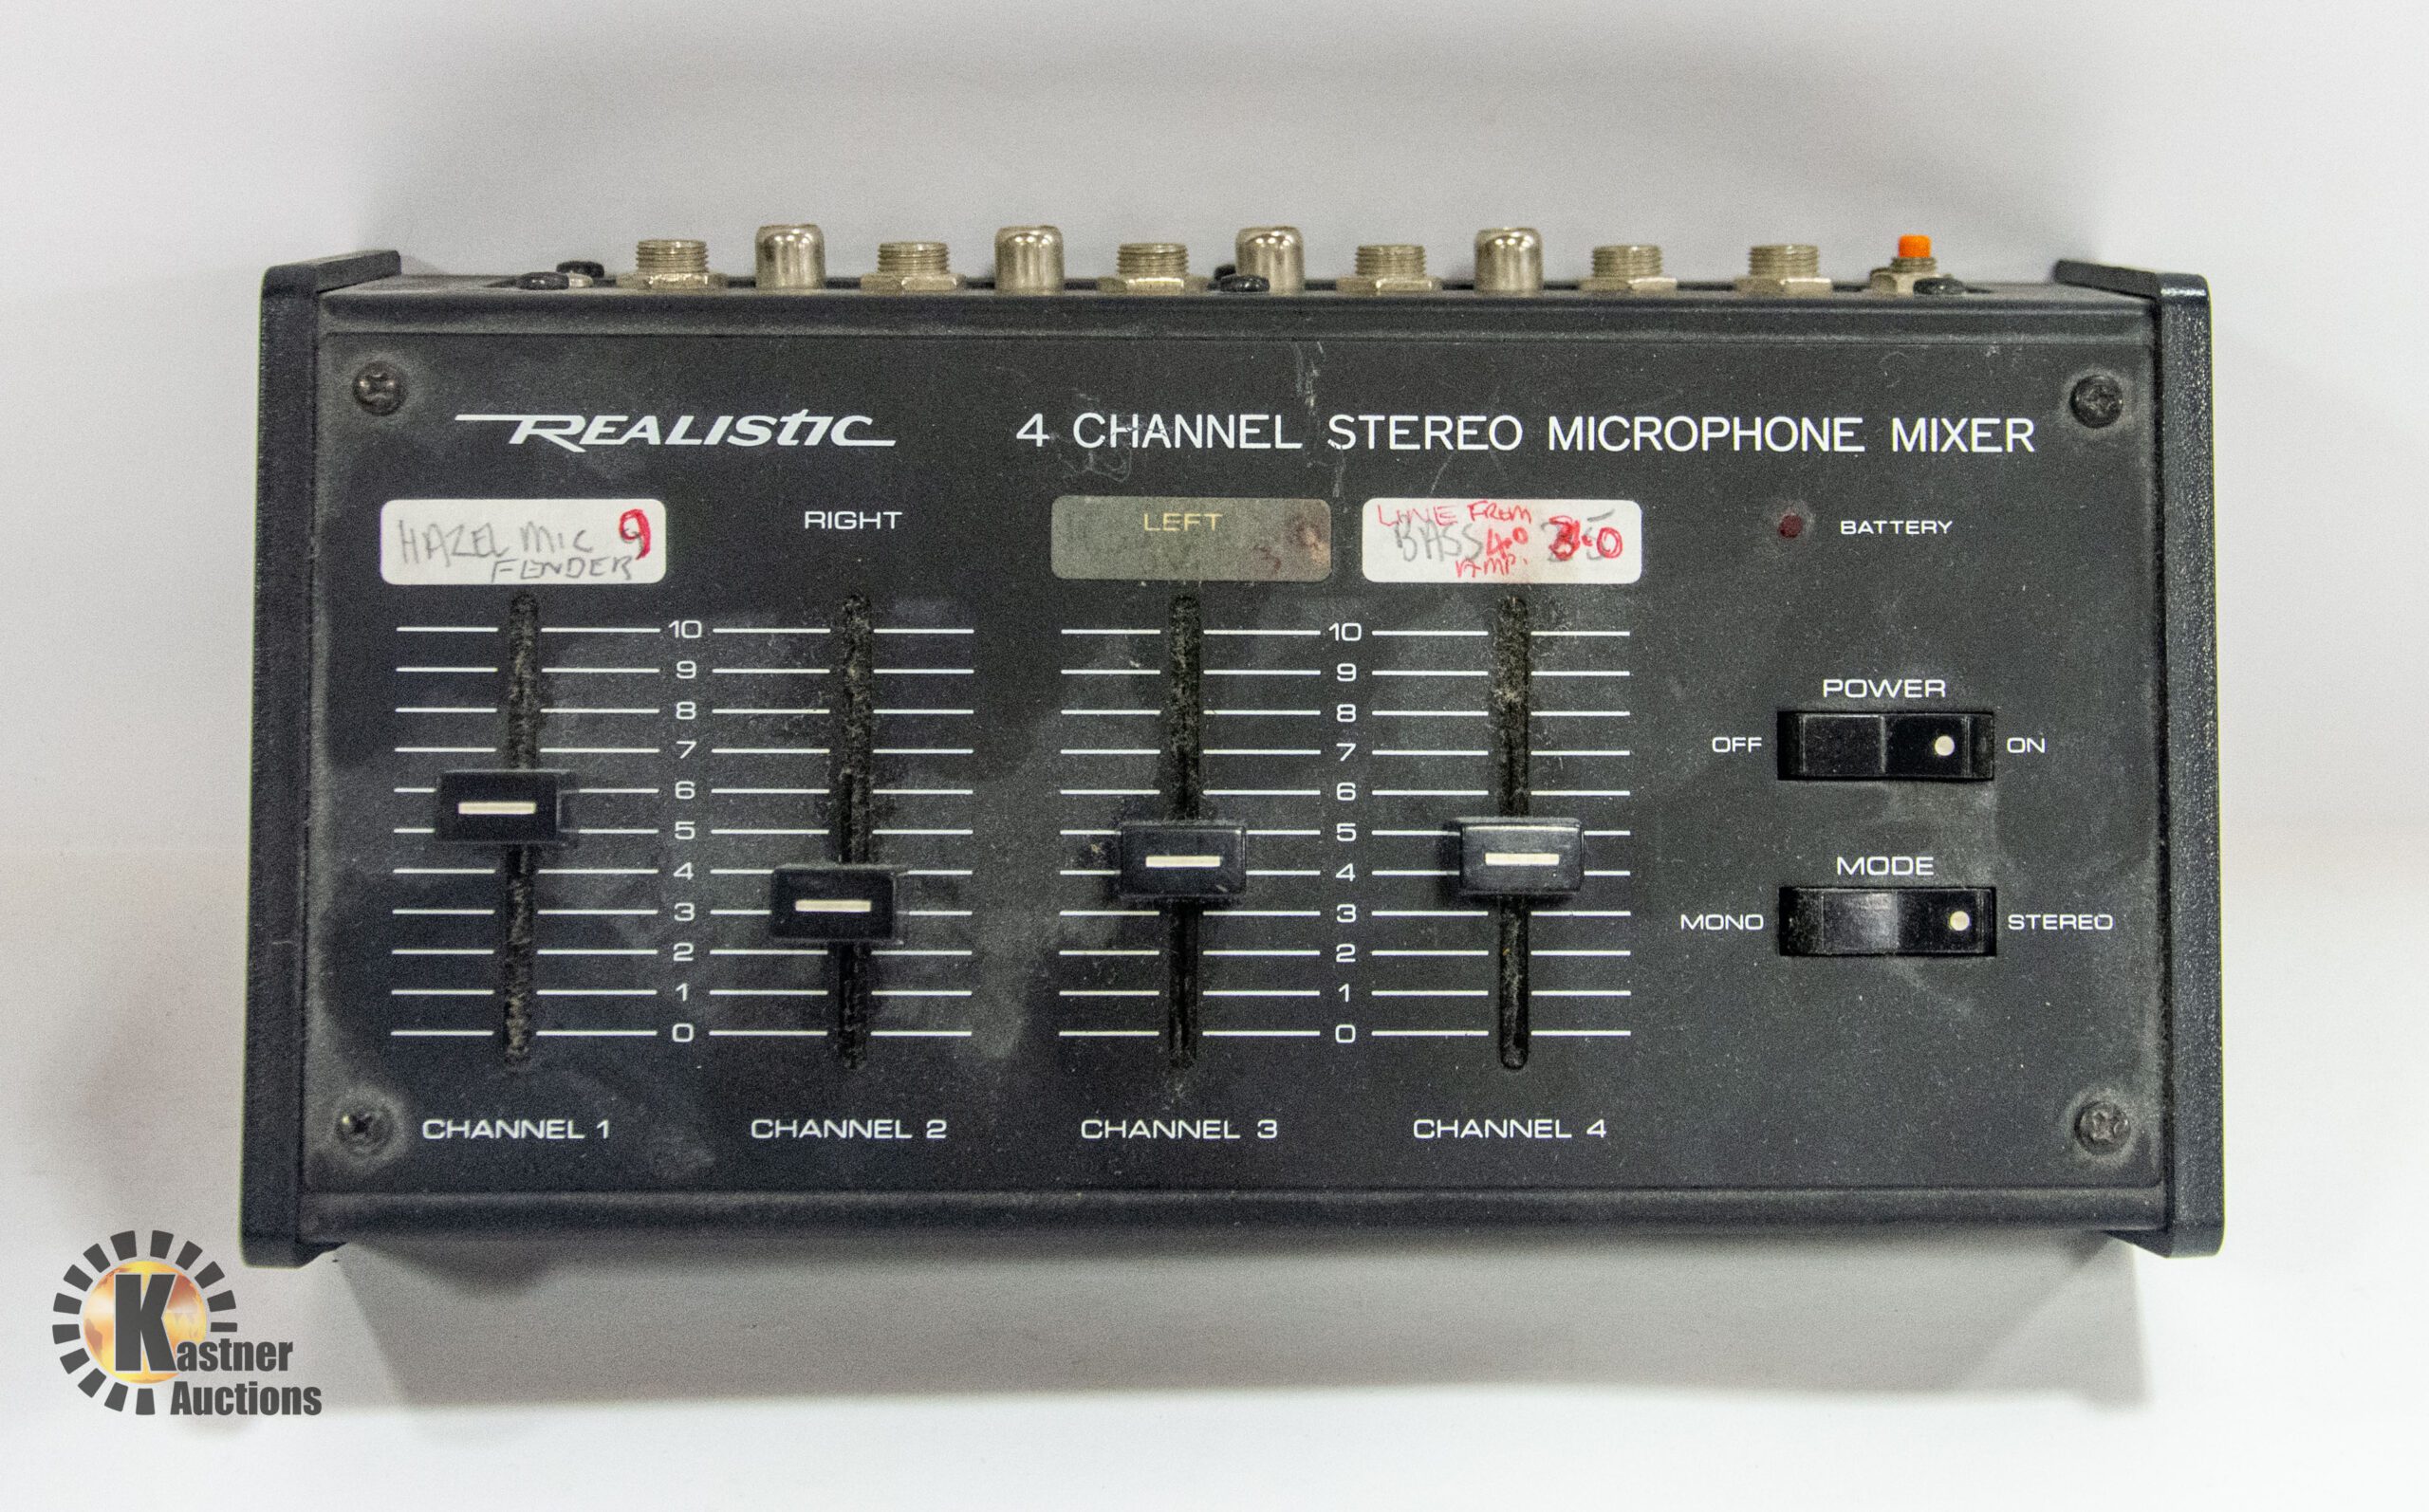 REALISTIC
4 CHANNEL STEREO MICROPHONE MIXER
HAZEL MIC 9
FENDER
RIGHT
LEFT
LINE FROM
BASS 4.0 3.0
AMP.
BATTERY
10 10
9 9
8 8
7 7
6 6
5 5
4 4
3 3
2 2
1 1
0 0
POWER
OFF ON
MODE
MONO STEREO
CHANNEL 1 CHANNEL 2 CHANNEL 3 CHANNEL 4
Kastner
Auctions